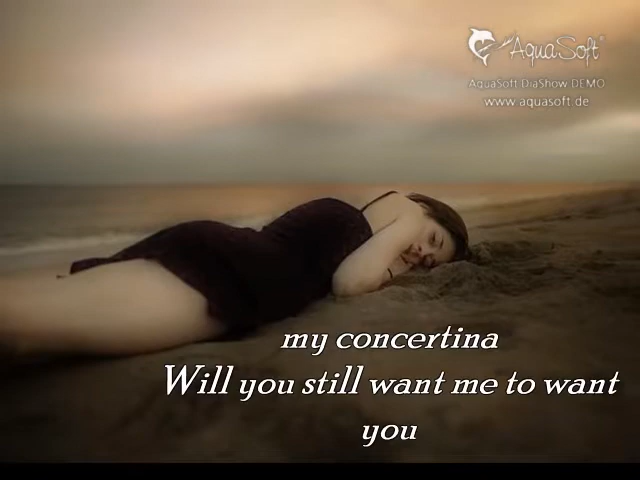 AquaSoft®
AquaSoft DiaShow DEMO
www.aquasoft.de
my concertina
Will you still want me to want
you